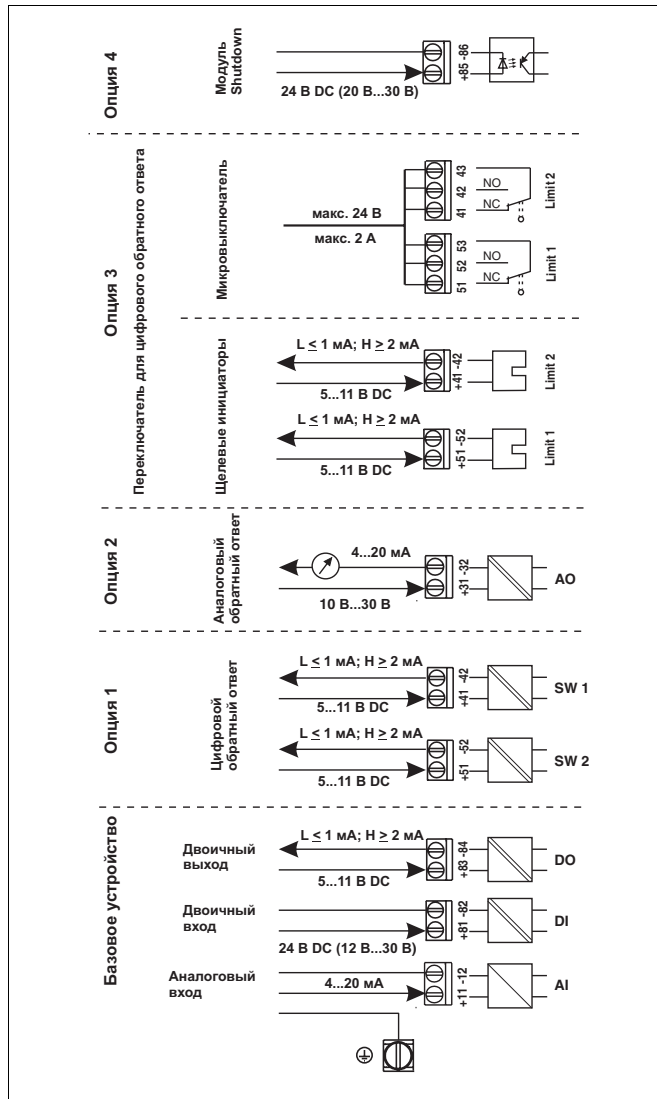 Опция 4
Модуль
Shutdown
24 В DC (20 В...30 В)
+85 -86
Опция 3
Переключатель для цифрового обратного ответа
Микровыключатель
макс. 24 В
макс. 2 А
41 42 43
NO
NC
Limit 2
51 52 53
NO
NC
Limit 1
Щелевые инициаторы
L ≤ 1 мА; H ≥ 2 мА
5...11 В DC
+41 -42
Limit 2
L ≤ 1 мА; H ≥ 2 мА
5...11 В DC
+51 -52
Limit 1
Опция 2
Аналоговый
обратный ответ
4...20 мА
10 В...30 В
+31 -32
AO
Опция 1
Цифровой
обратный ответ
L ≤ 1 мА; H ≥ 2 мА
5...11 В DC
+41 -42
SW 1
L ≤ 1 мА; H ≥ 2 мА
5...11 В DC
+51 -52
SW 2
Базовое устройство
Двоичный
выход
L ≤ 1 мА; H ≥ 2 мА
5...11 В DC
+83 -84
DO
Двоичный
вход
24 В DC (12 В...30 В)
+81 -82
DI
Аналоговый
вход
4...20 мА
+11 -12
AI